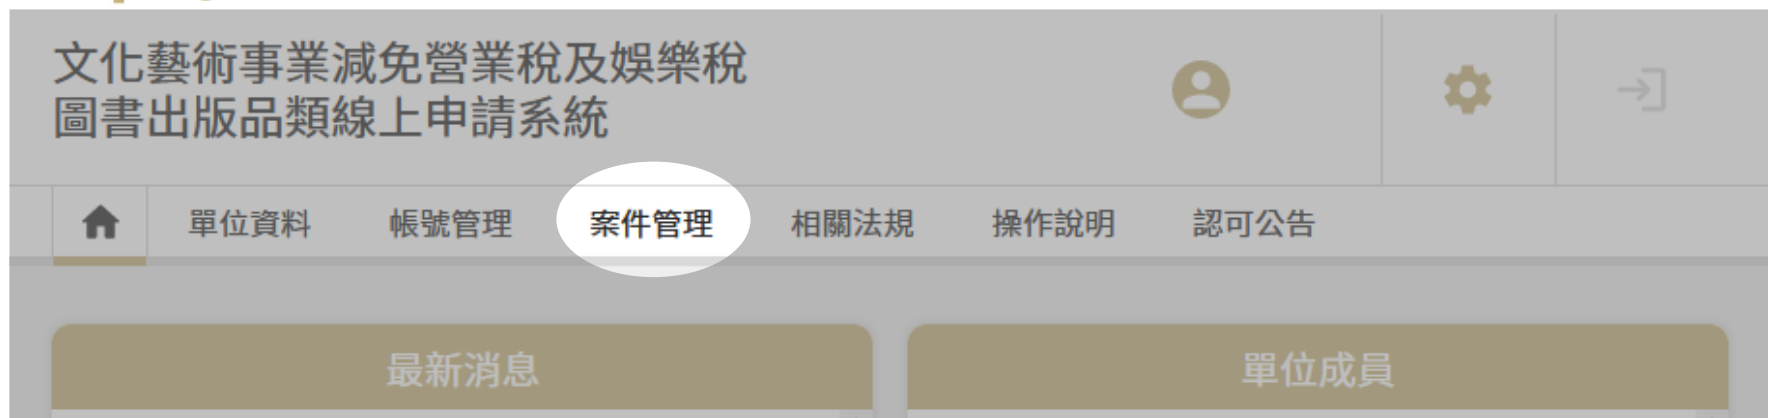 文化藝術事業減免營業稅及娛樂稅
圖書出版品類線上申請系統
單位資料 帳號管理 案件管理 相關法規 操作說明 認可公告
最新消息 單位成員